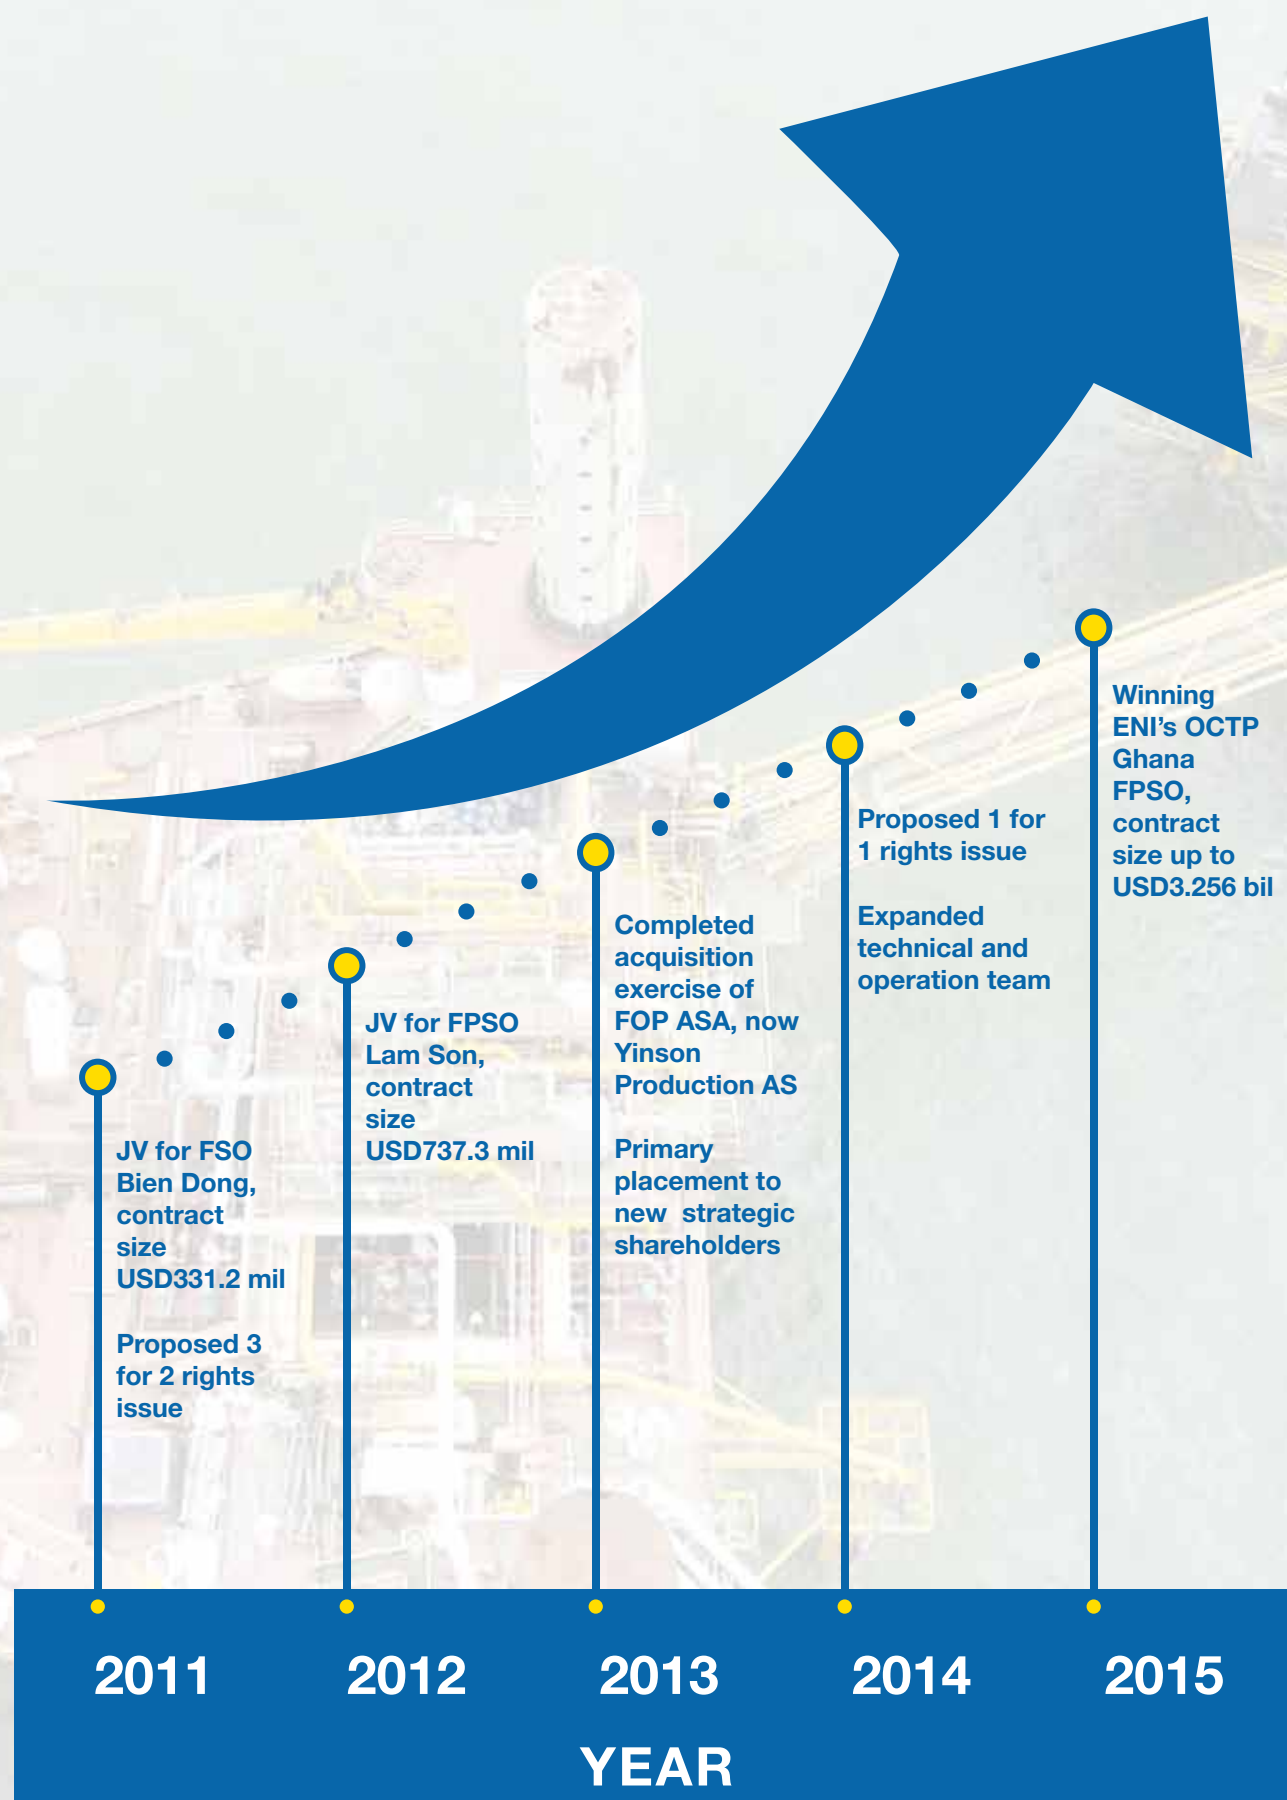 JV for FSO
Bien Dong,
contract
size
USD331.2 mil
Proposed 3
for 2 rights
issue
JV for FPSO
Lam Son,
contract
size
USD737.3 mil
Completed
acquisition
exercise of
FOP ASA, now
Yinson
Production AS
Primary
placement to
new strategic
shareholders
Proposed 1 for
1 rights issue
Expanded
technical and
operation team
Winning
ENI’s OCTP
Ghana
FPSO,
contract
size up to
USD3.256 bil
2011 2012 2013 2014 2015
YEAR